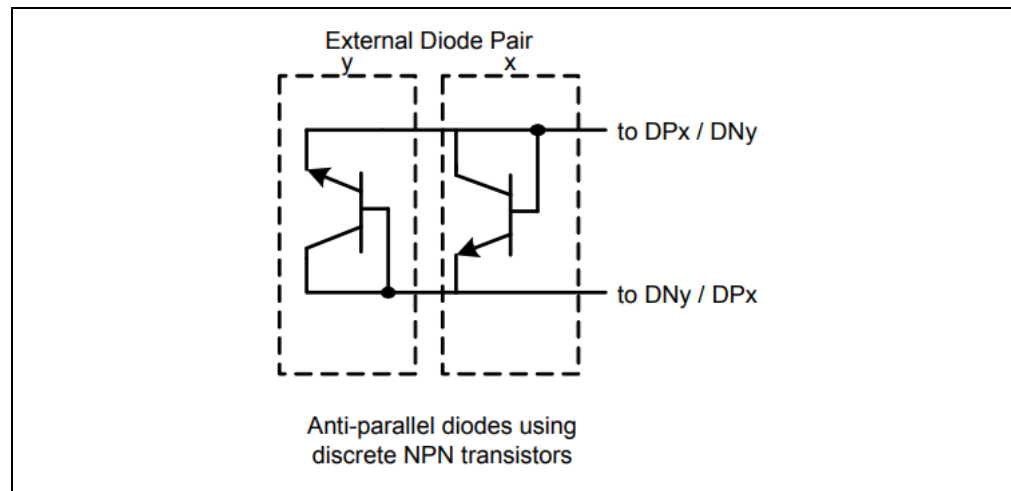 External Diode Pair
y x
to DPx / DNy
to DNy / DPx
Anti-parallel diodes using
discrete NPN transistors